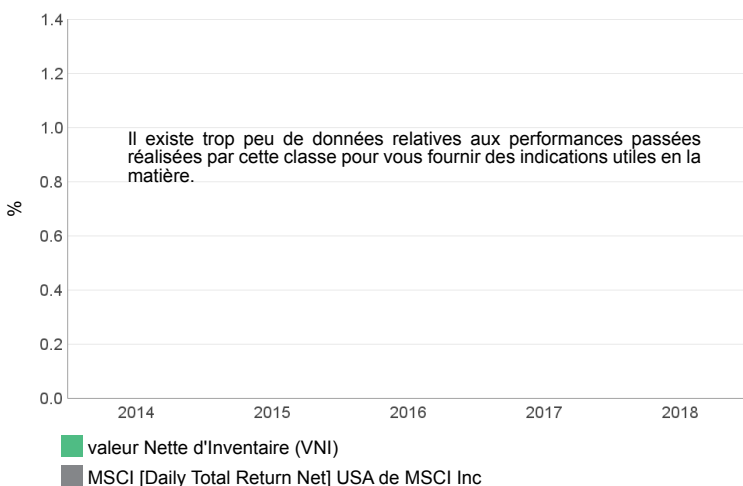 1.4
1.2
1.0
Il existe trop peu de données relatives aux performances passées
réalisées par cette classe pour vous fournir des indications utiles en la
matière.
0.8
%
0.6
0.4
0.2
0.0
2014 2015 2016 2017 2018
valeur Nette d'Inventaire (VNI)
MSCI [Daily Total Return Net] USA de MSCI Inc